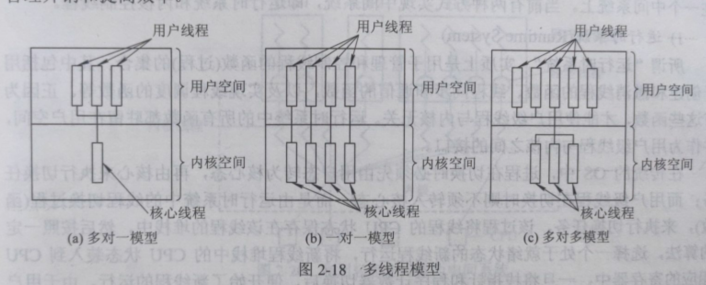 用户线程 用户线程 用户线程
用户空间 用户空间 用户空间
内核空间 内核空间 内核空间
核心线程 核心线程 核心线程
(a) 多对一模型 (b) 一对一模型 (c) 多对多模型
图 2-18 多线程模型